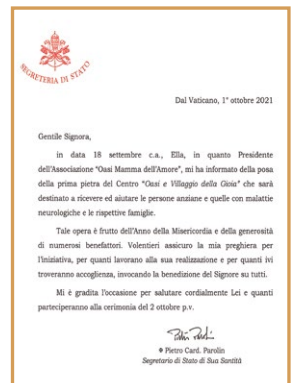 SEGRETERIA DI STATO
Dal Vaticano, 1° ottobre 2021
Gentile Signora,
in data 18 settembre c.a., Ella, in quanto Presidente
dell'Associazione "Oasi Mamma dell'Amore", mi ha informato della posa
della prima pietra del Centro "Oasi e Villaggio della Gioia" che sarà
destinato a ricevere ed aiutare le persone anziane e quelle con malattie
neurologiche e le rispettive famiglie.
Tale opera è frutto dell'Anno della Misericordia e della generosità
di numerosi benefattori. Volentieri assicuro la mia preghiera per
l'iniziativa, per quanti lavorano alla sua realizzazione e per quanti ivi
troveranno accoglienza, invocando la benedizione del Signore su tutti.
Mi è gradita l'occasione per salutare cordialmente Lei e quanti
parteciperanno alla cerimonia del 2 ottobre p.v.
Pietro Parolin
✠ Pietro Card. Parolin
Segretario di Stato di Sua Santità